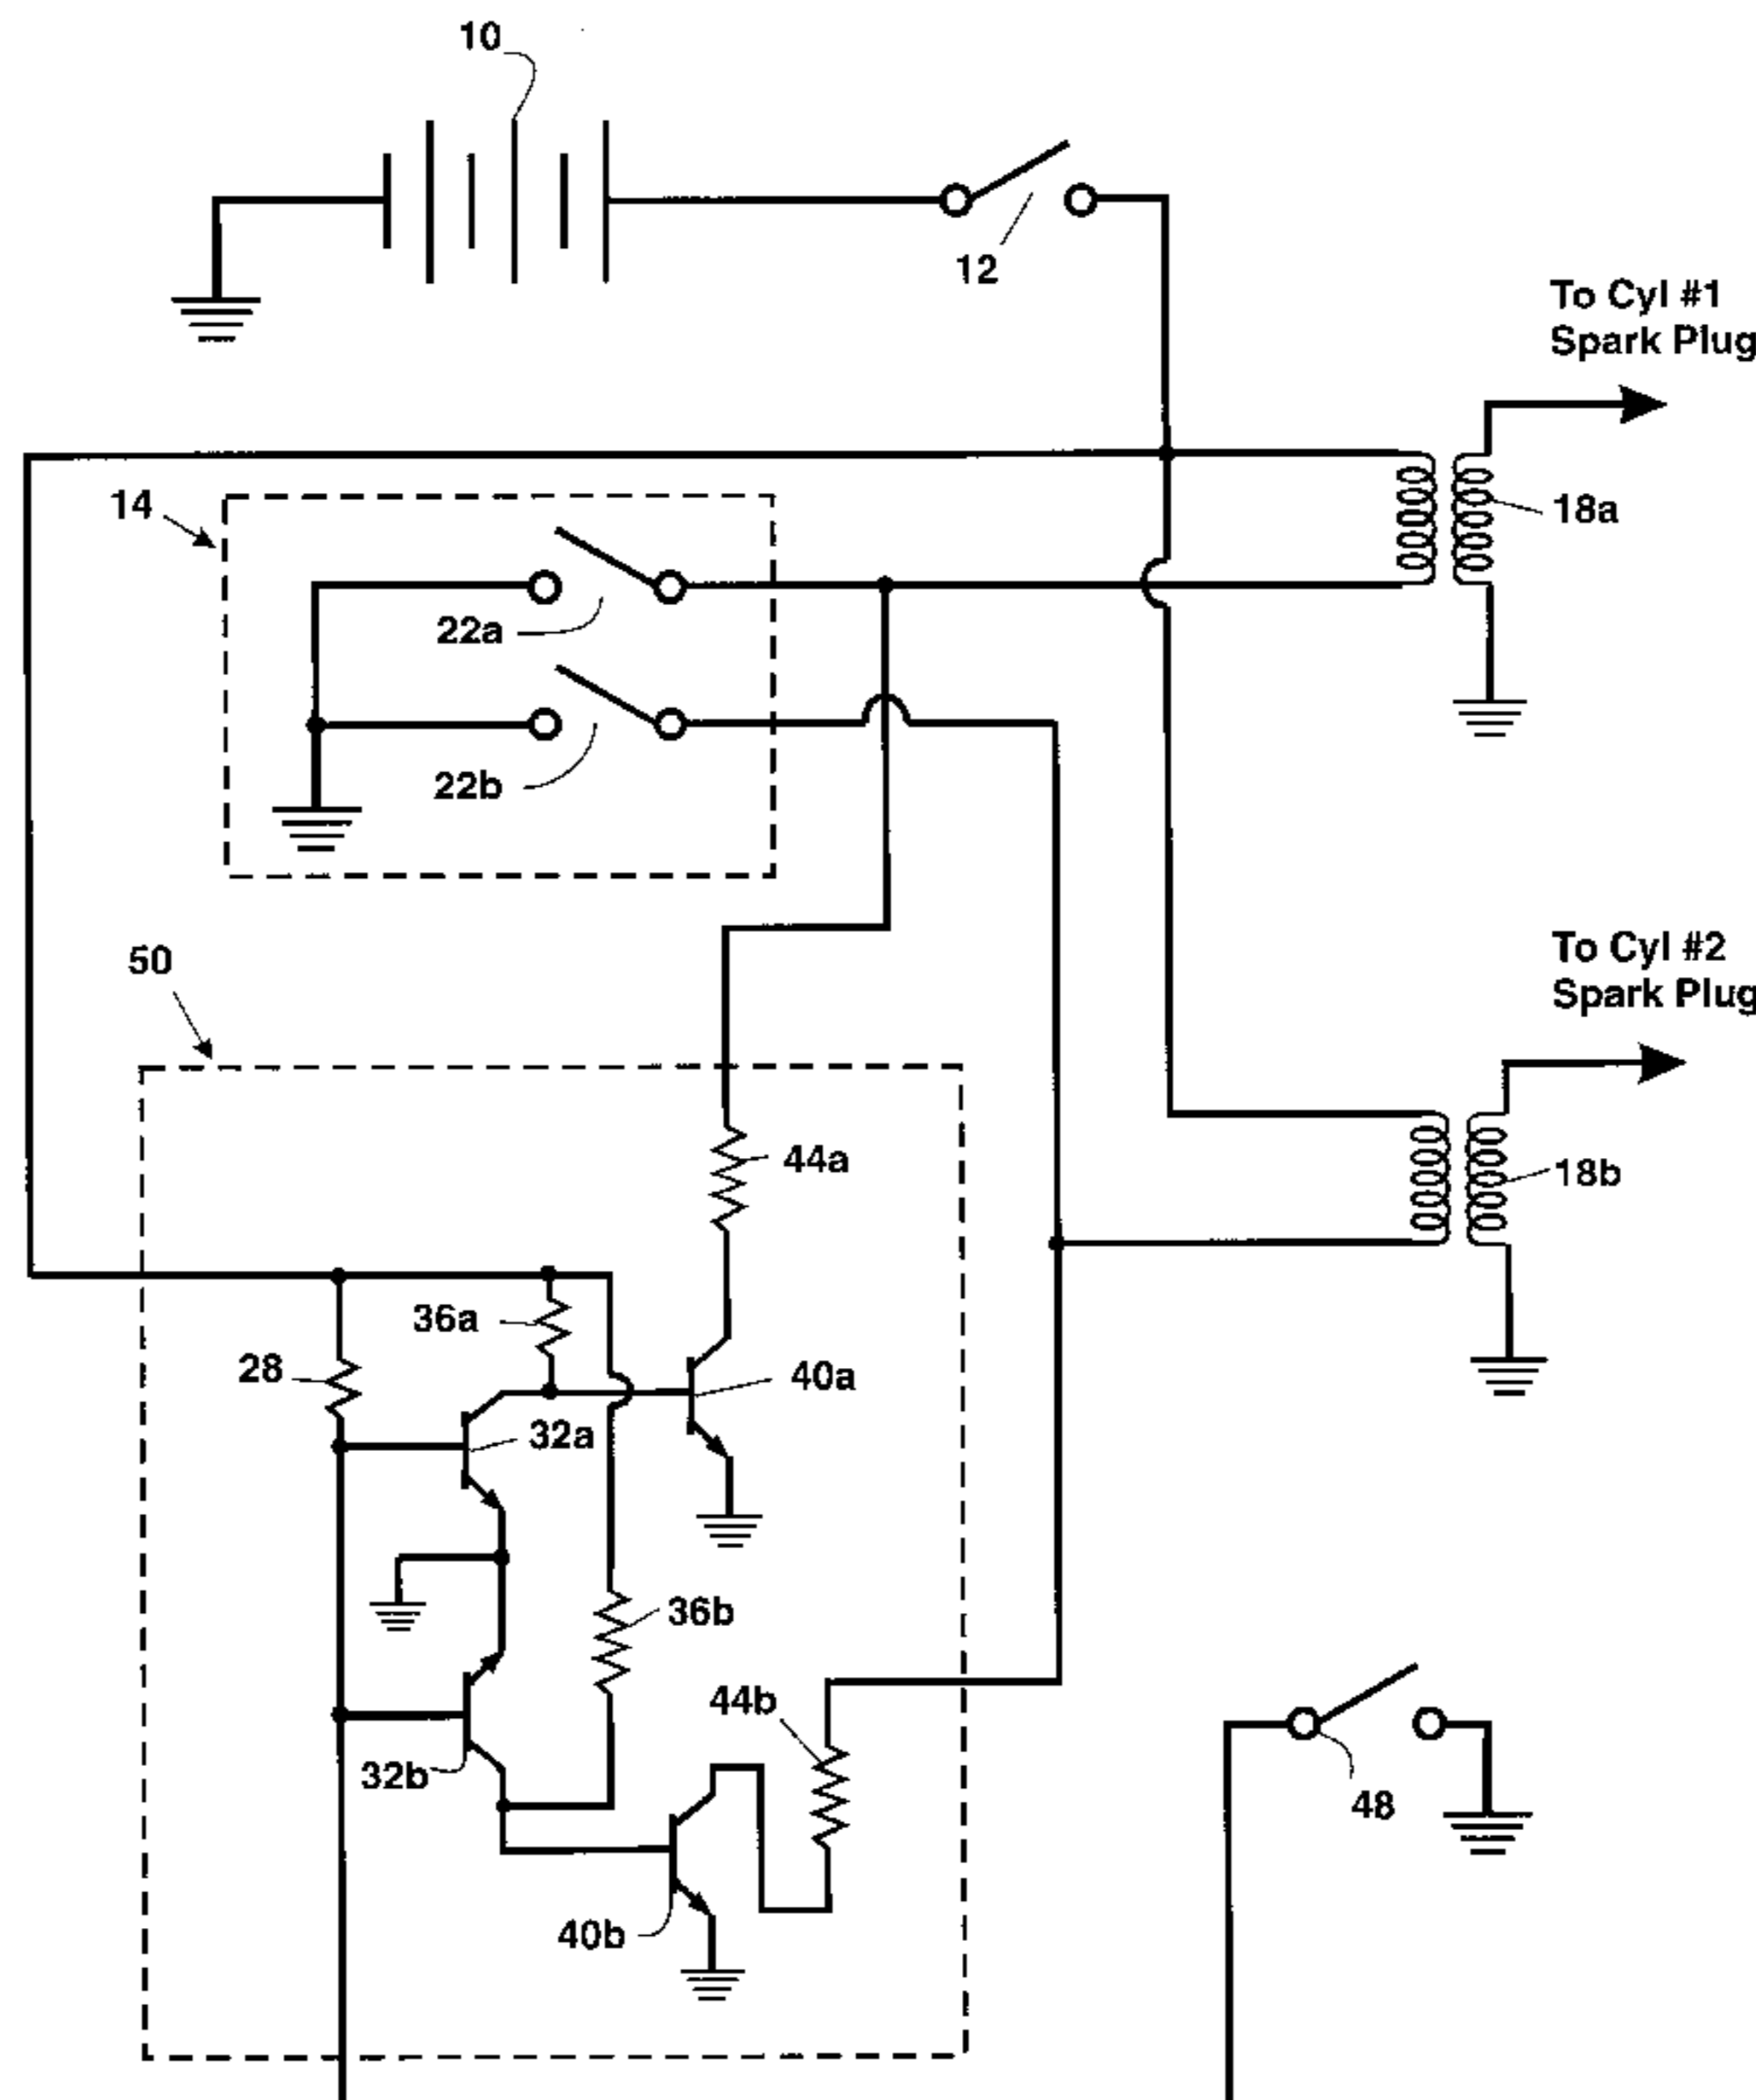 10
12
To Cyl #1
Spark Plug
14
18a
22a
22b
50
To Cyl #2
Spark Plug
44a
18b
36a
28
40a
32a
36b
44b
32b
48
40b